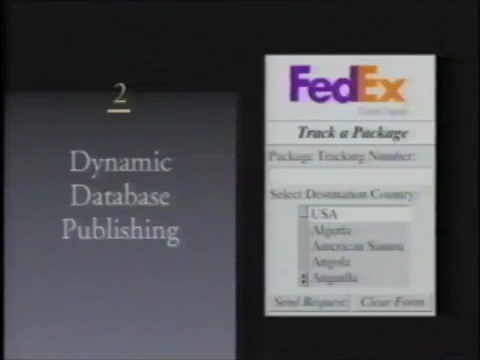 2
Dynamic
Database
Publishing
FedEx
Track a Package
Package Tracking Number:
Select Destination Country:
USA
Algeria
American Samoa
Angola
Anguilla
Send Request
Clear Form